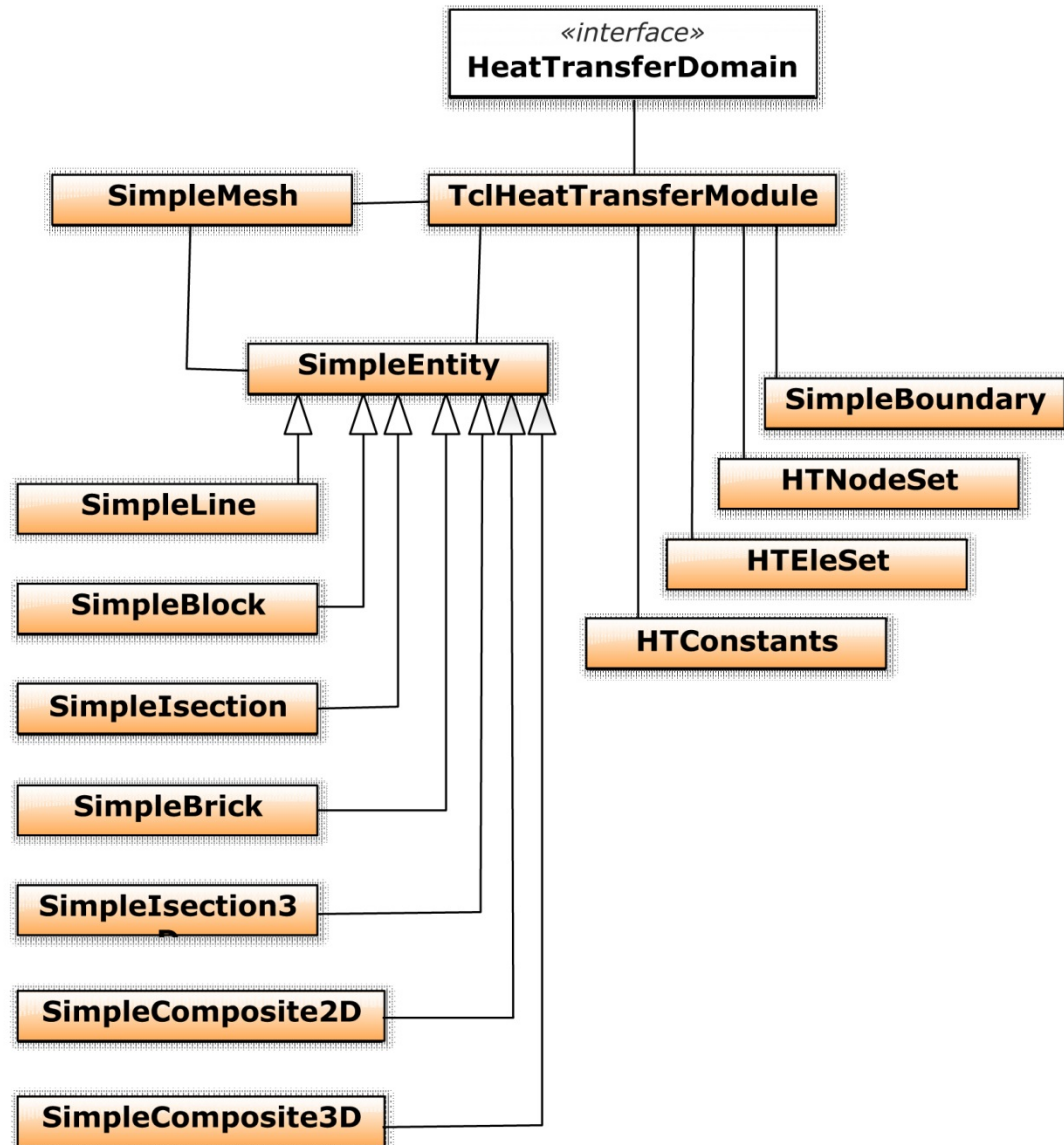 «interface»
HeatTransferDomain
SimpleMesh
TclHeatTransferModule
SimpleEntity
SimpleBoundary
HTNodeSet
SimpleLine
HTEleSet
SimpleBlock
HTConstants
SimpleIsection
SimpleBrick
SimpleIsection3
D
SimpleComposite2D
SimpleComposite3D